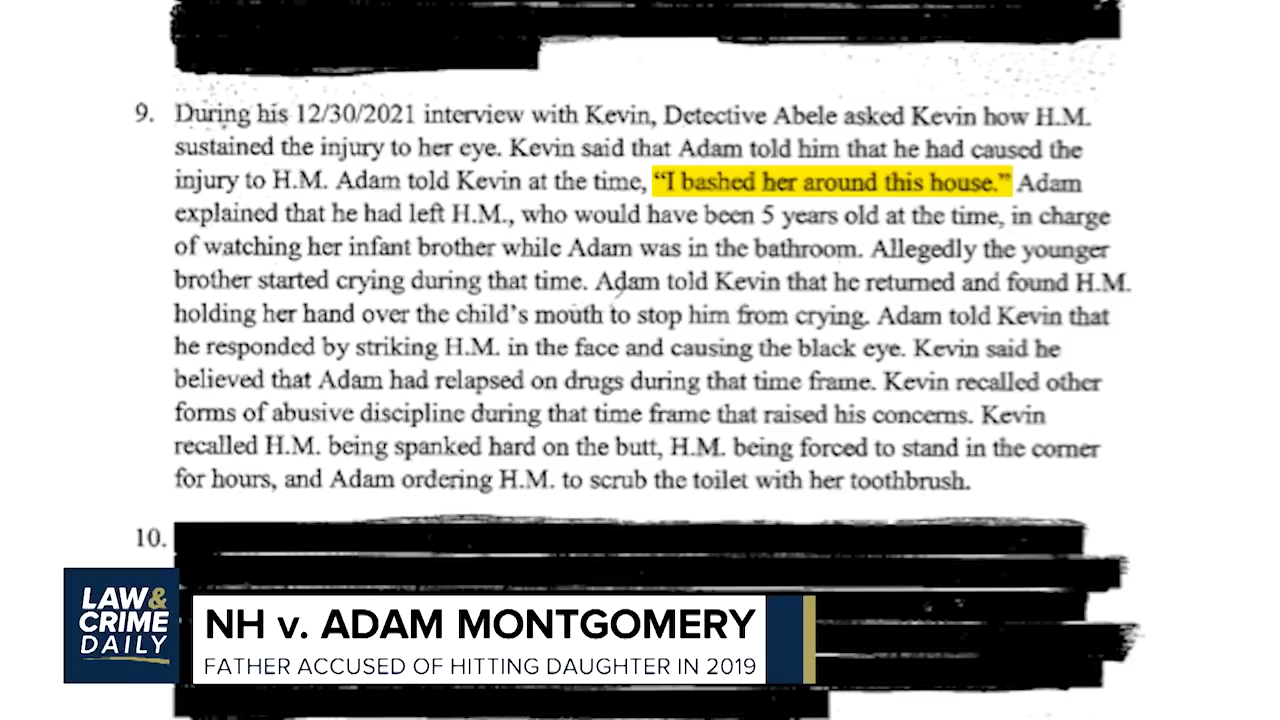 9. During his 12/30/2021 interview with Kevin, Detective Abele asked Kevin how H.M.
sustained the injury to her eye. Kevin said that Adam told him that he had caused the
injury to H.M. Adam told Kevin at the time, “I bashed her around this house.” Adam
explained that he had left H.M., who would have been 5 years old at the time, in charge
of watching her infant brother while Adam was in the bathroom. Allegedly the younger
brother started crying during that time. Adam told Kevin that he returned and found H.M.
holding her hand over the child’s mouth to stop him from crying. Adam told Kevin that
he responded by striking H.M. in the face and causing the black eye. Kevin said he
believed that Adam had relapsed on drugs during that time frame. Kevin recalled other
forms of abusive discipline during that time frame that raised his concerns. Kevin
recalled H.M. being spanked hard on the butt, H.M. being forced to stand in the corner
for hours, and Adam ordering H.M. to scrub the toilet with her toothbrush.
10.
LAW&
CRIME
DAILY
NH v. ADAM MONTGOMERY
FATHER ACCUSED OF HITTING DAUGHTER IN 2019